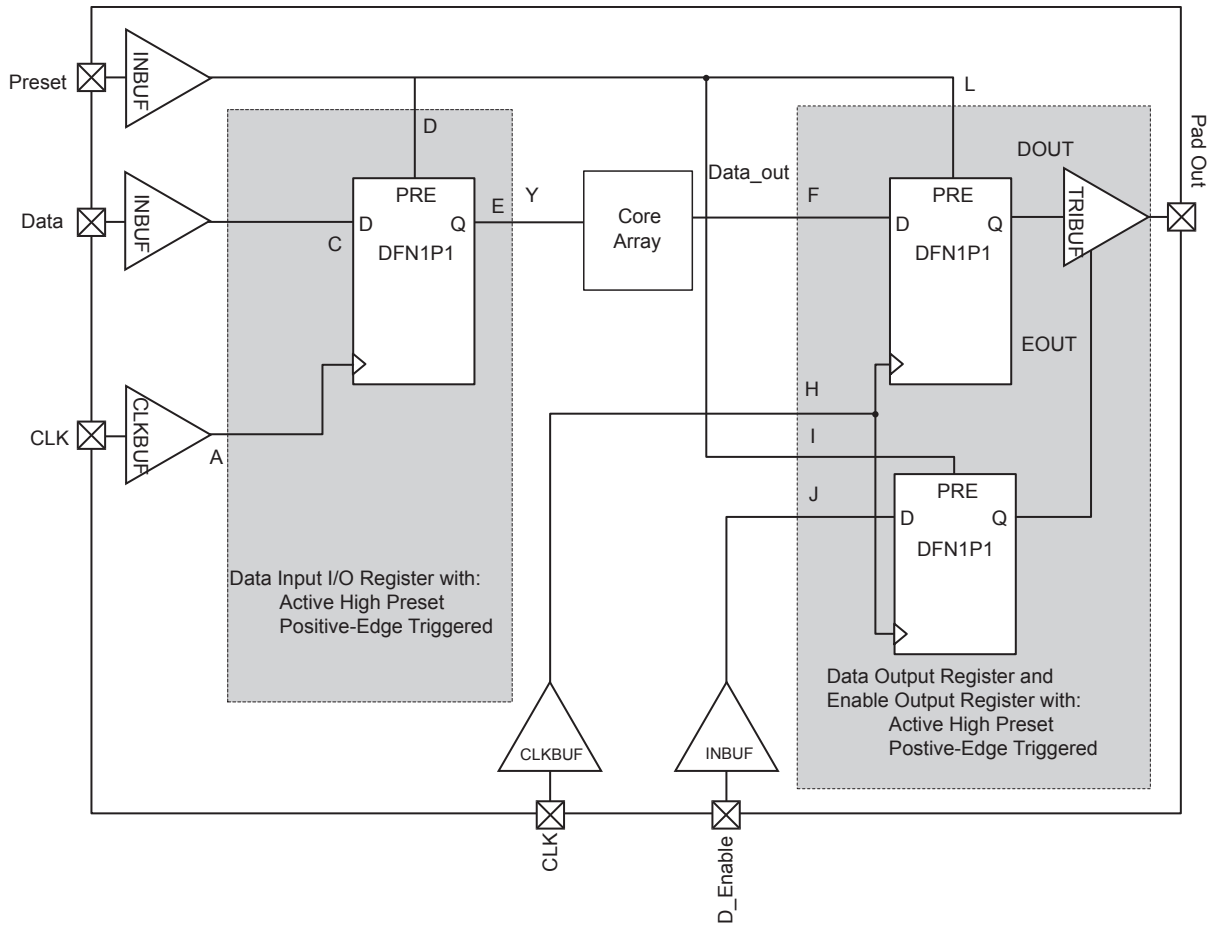 Preset
INBUF
L
D
Pad Out
PRE
PRE
DOUT
Data_out
TRIBUF
Data
INBUF
D
Q
E
Y
Core
Array
F
D
Q
C
DFN1P1
DFN1P1
EOUT
H
CLK
CLKBUF
A
I
PRE
J
D
Q
DFN1P1
Data Input I/O Register with:
Active High Preset
Positive-Edge Triggered
Data Output Register and
Enable Output Register with:
Active High Preset
Postive-Edge Triggered
CLKBUF
INBUF
CLK
D_Enable